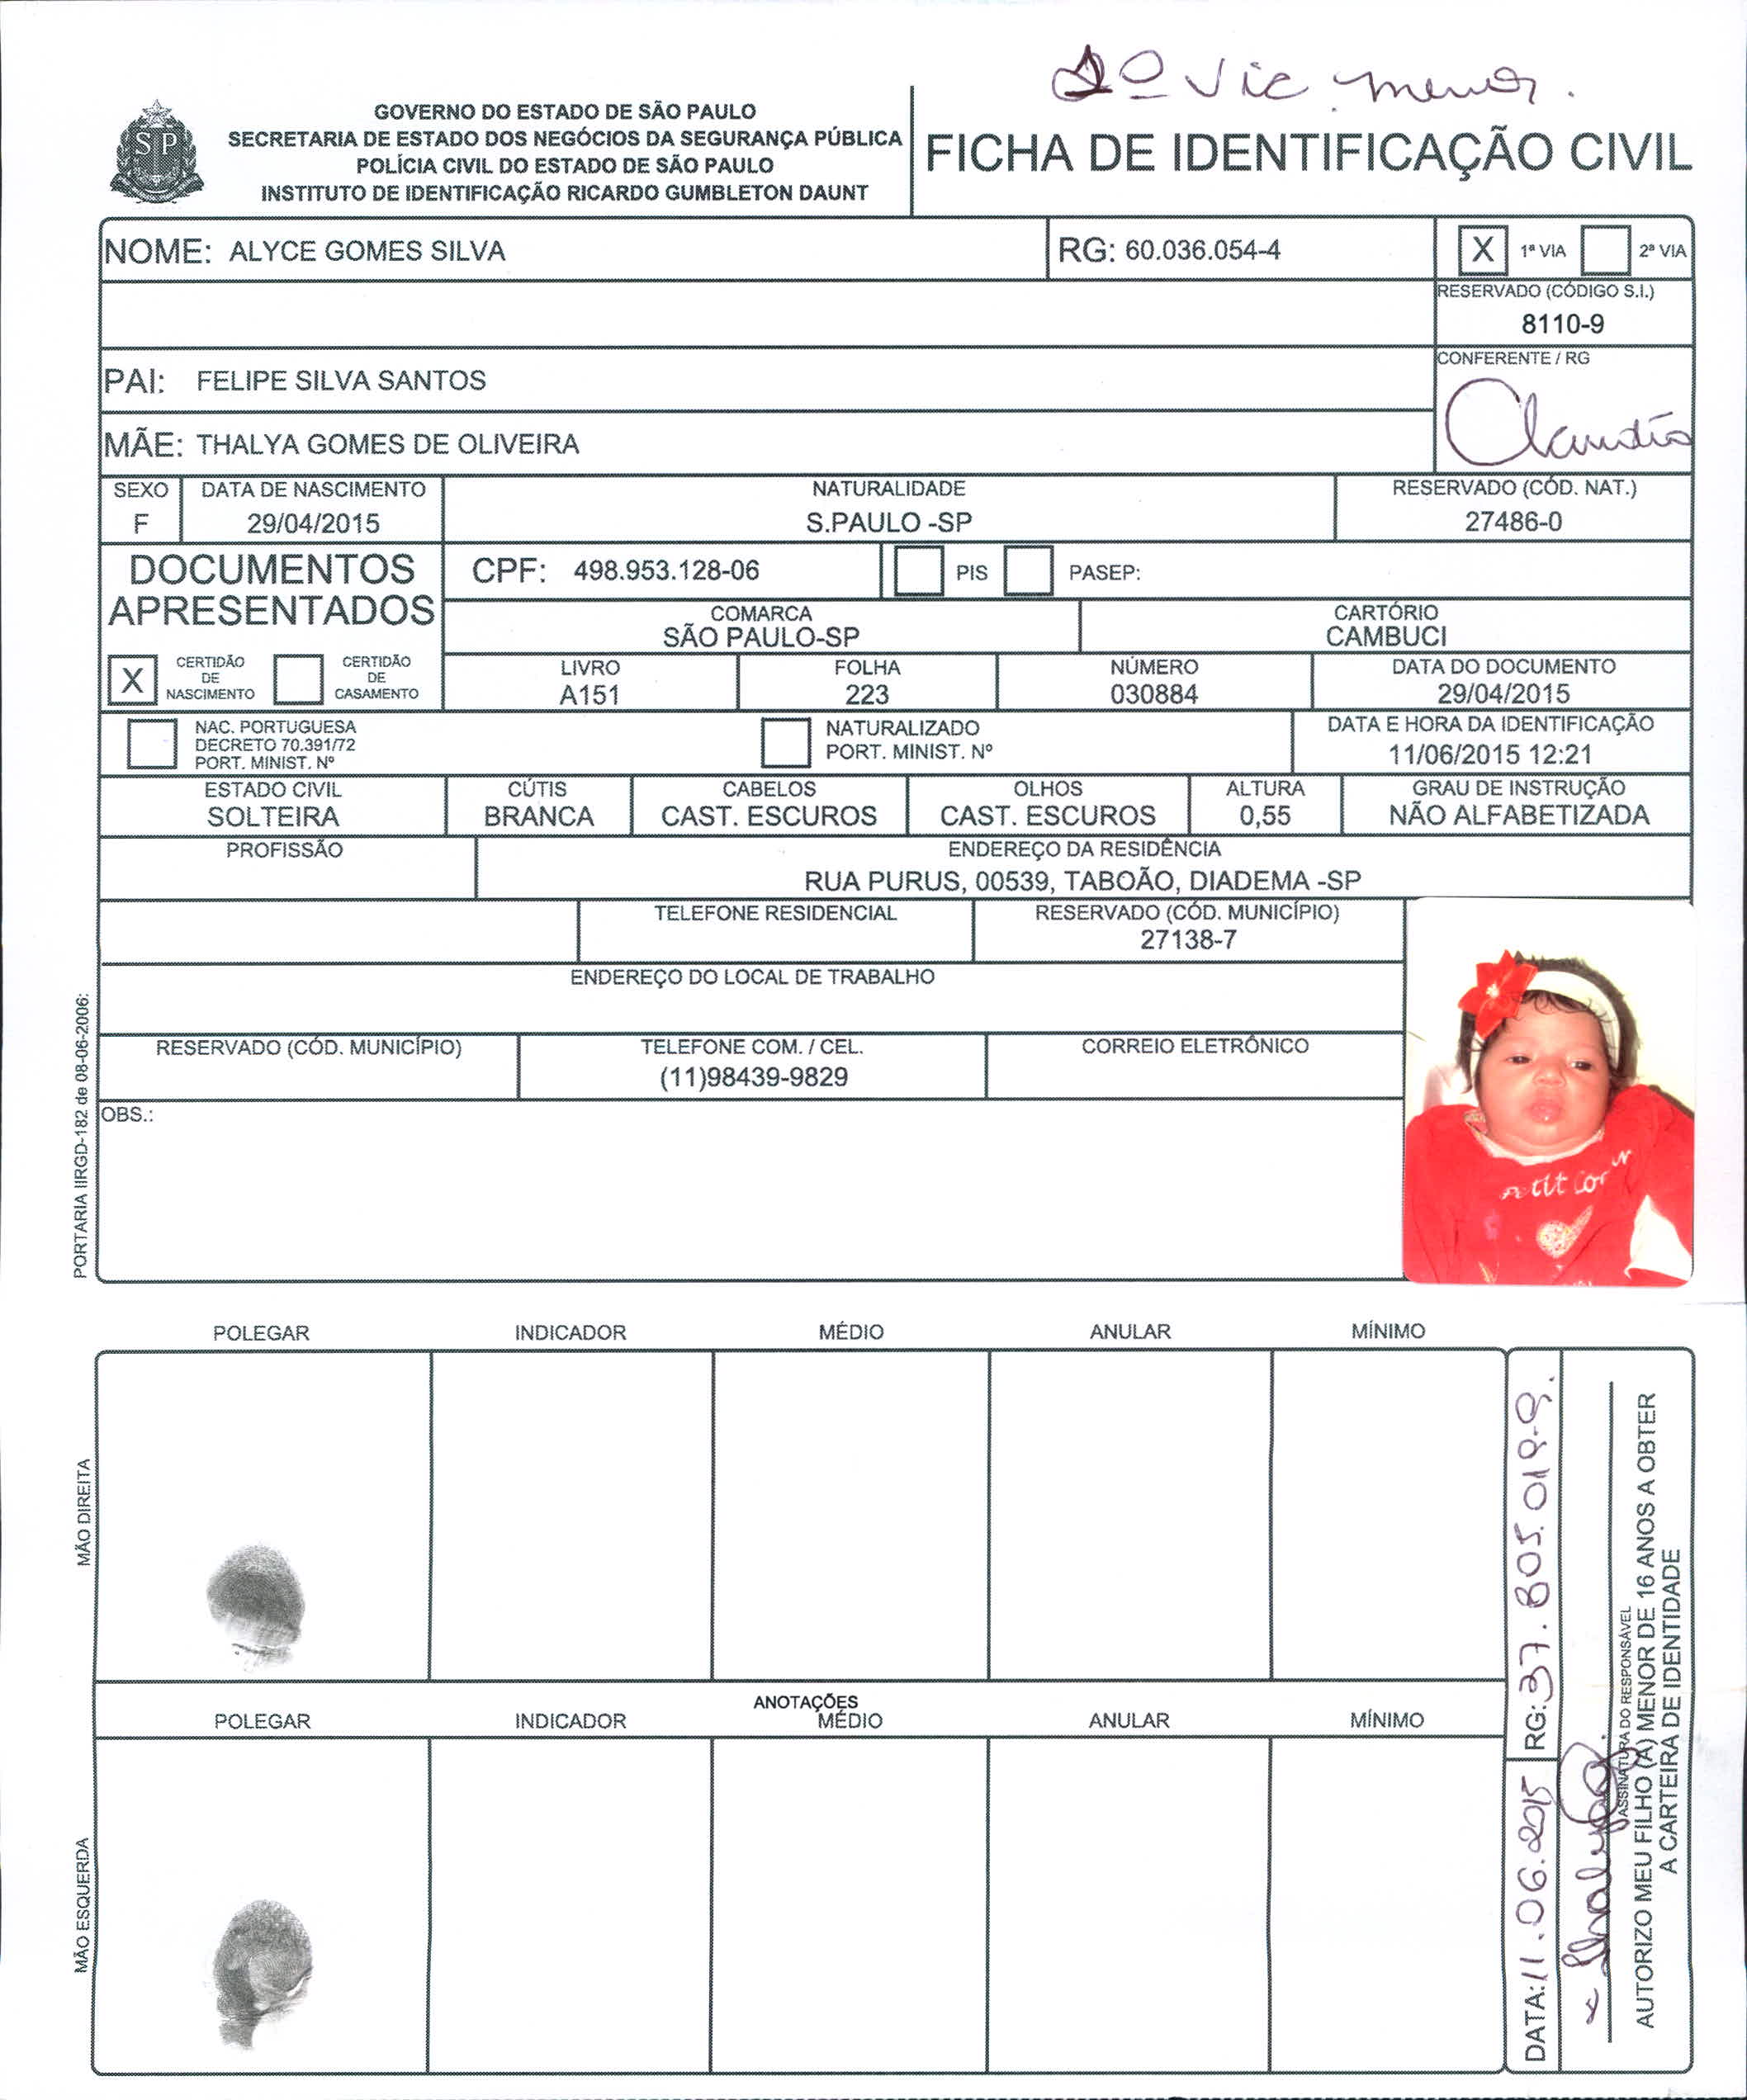 1º Via menor.
SP
GOVERNO DO ESTADO DE SÃO PAULO
SECRETARIA DE ESTADO DOS NEGÓCIOS DA SEGURANÇA PÚBLICA
POLÍCIA CIVIL DO ESTADO DE SÃO PAULO
INSTITUTO DE IDENTIFICAÇÃO RICARDO GUMBLETON DAUNT
FICHA DE IDENTIFICAÇÃO CIVIL
NOME: ALYCE GOMES SILVA
RG: 60.036.054-4
X 1ª VIA 2ª VIA
RESERVADO (CÓDIGO S.I.)
8110-9
PAI: FELIPE SILVA SANTOS
CONFERENTE / RG
MÃE: THALYA GOMES DE OLIVEIRA
SEXO
F
DATA DE NASCIMENTO
29/04/2015
NATURALIDADE
S.PAULO -SP
RESERVADO (CÓD. NAT.)
27486-0
DOCUMENTOS
APRESENTADOS
CPF: 498.953.128-06
PIS
PASEP:
COMARCA
SÃO PAULO-SP
CARTÓRIO
CAMBUCI
X
CERTIDÃO
DE
NASCIMENTO
CERTIDÃO
DE
CASAMENTO
LIVRO
A151
FOLHA
223
NÚMERO
030884
DATA DO DOCUMENTO
29/04/2015
NAC. PORTUGUESA
DECRETO 70.391/72
PORT. MINIST. Nº
NATURALIZADO
PORT. MINIST. Nº
DATA E HORA DA IDENTIFICAÇÃO
11/06/2015 12:21
ESTADO CIVIL
SOLTEIRA
CÚTIS
BRANCA
CABELOS
CAST. ESCUROS
OLHOS
CAST. ESCUROS
ALTURA
0,55
GRAU DE INSTRUÇÃO
NÃO ALFABETIZADA
PROFISSÃO
ENDEREÇO DA RESIDÊNCIA
RUA PURUS, 00539, TABOÃO, DIADEMA -SP
TELEFONE RESIDENCIAL
RESERVADO (CÓD. MUNICÍPIO)
27138-7
ENDEREÇO DO LOCAL DE TRABALHO
RESERVADO (CÓD. MUNICÍPIO)
TELEFONE COM. / CEL.
(11)98439-9829
CORREIO ELETRÔNICO
OBS.:
PORTARIA IIRGD-182 de 08-06-2006:
POLEGAR INDICADOR MÉDIO ANULAR MÍNIMO
MÃO DIREITA
ANOTAÇÕES
POLEGAR INDICADOR MÉDIO ANULAR MÍNIMO
MÃO ESQUERDA
DATA: 11.06.2015 RG: 37.805.019-9.
ASSINATURA DO RESPONSÁVEL
AUTORIZO MEU FILHO (A) MENOR DE 16 ANOS A OBTER
A CARTEIRA DE IDENTIDADE